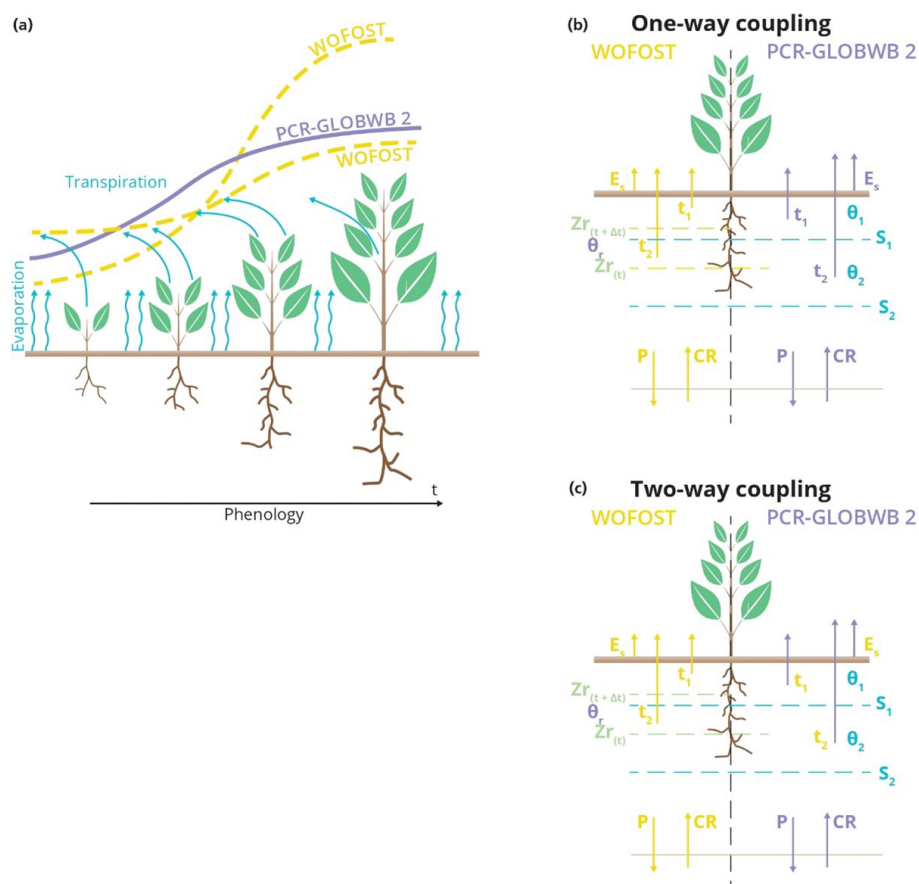 (a)
WOFOST
PCR-GLOBWB 2
WOFOST
Transpiration
Evaporation
t
Phenology
(b)
One-way coupling
WOFOST PCR-GLOBWB 2
Es Es
t1 t1 θ1
Zr(t + Δt)
S1
θr
t2
Zr(t)
t2 θ2
S2
P CR P CR
(c)
Two-way coupling
WOFOST PCR-GLOBWB 2
Es Es
t1 t1 θ1
Zr(t + Δt)
S1
θr
t2
Zr(t)
t2 θ2
S2
P CR P CR